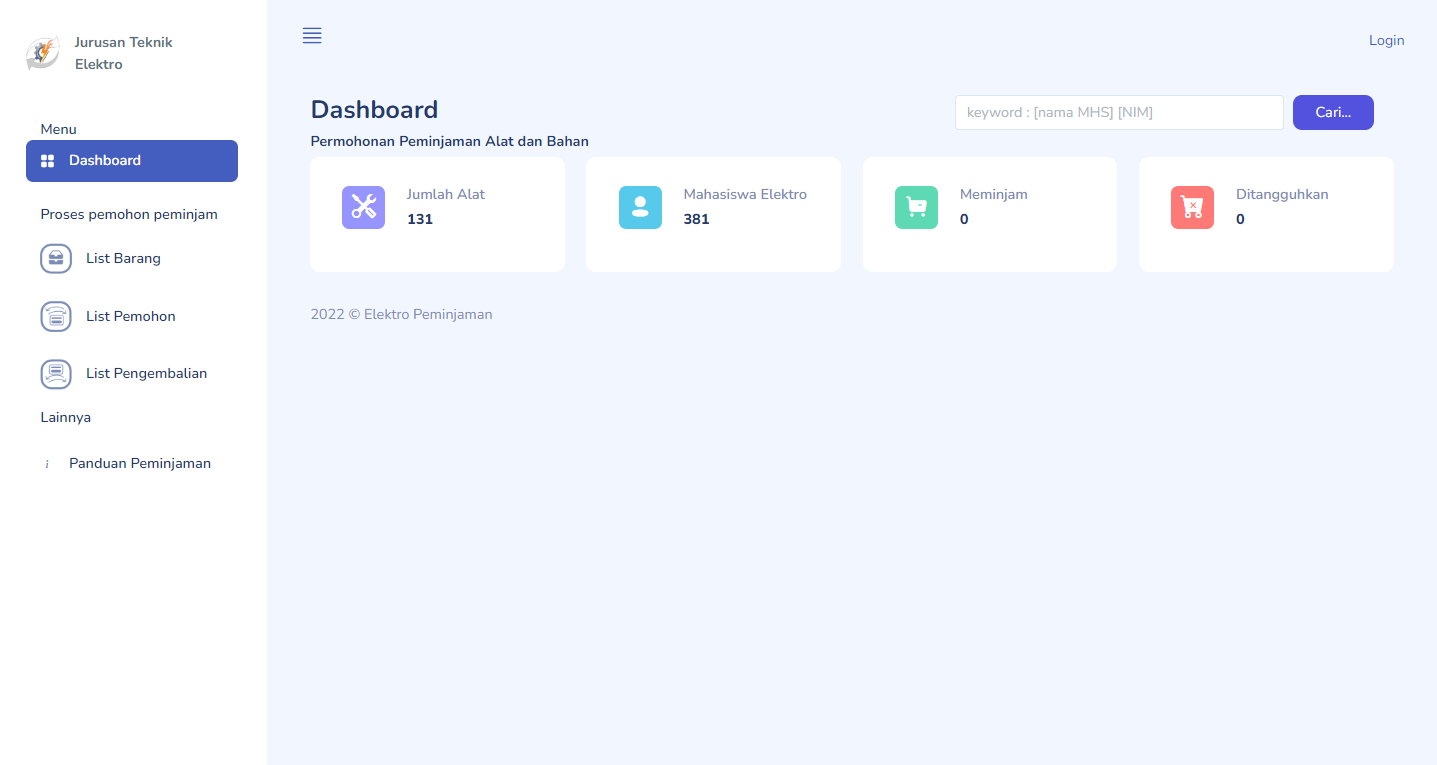 Jurusan Teknik
Elektro
Menu
Dashboard
Proses pemohon peminjam
List Barang
List Pemohon
List Pengembalian
Lainnya
Panduan Peminjaman
Login
Dashboard
keyword : [nama MHS] [NIM]
Cari...
Permohonan Peminjaman Alat dan Bahan
Jumlah Alat
131
Mahasiswa Elektro
381
Meminjam
0
Ditangguhkan
0
2022 © Elektro Peminjaman